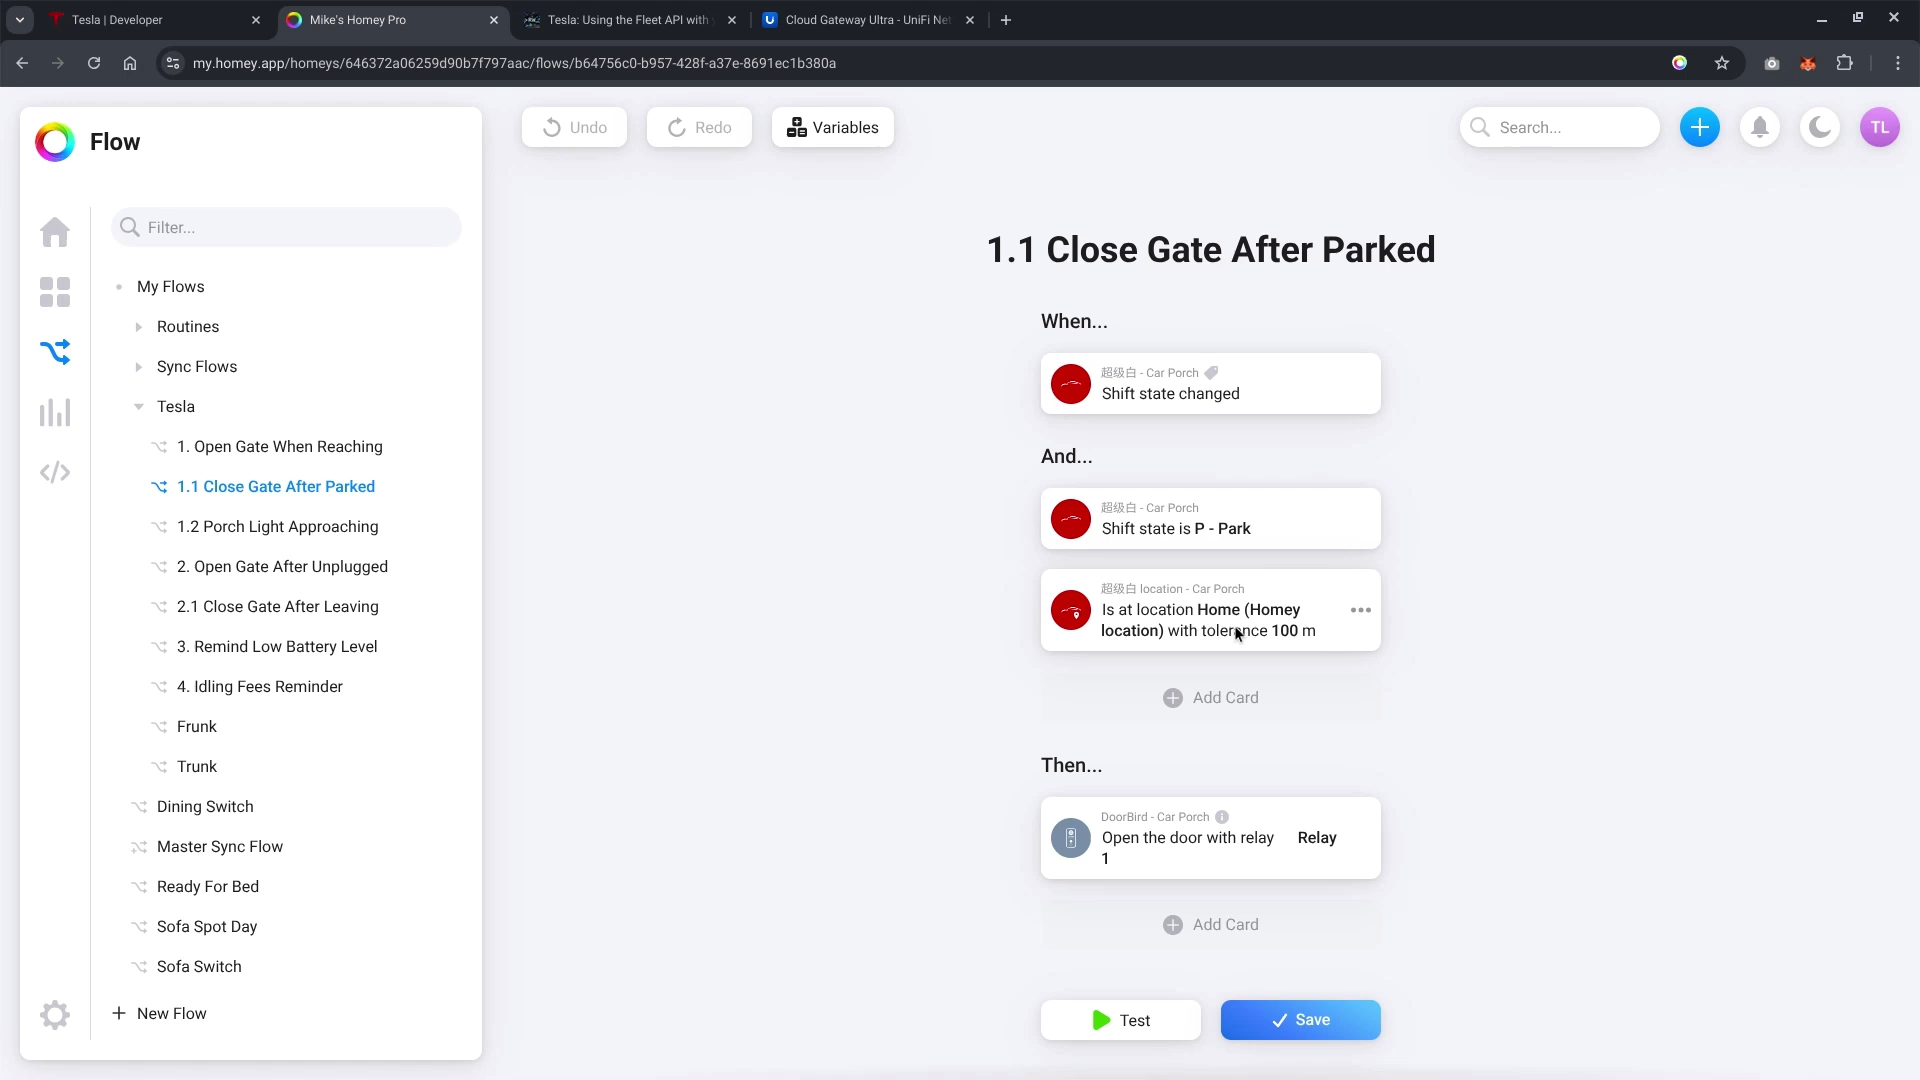 Tesla | Developer
Mike's Homey Pro
Tesla: Using the Fleet API with
Cloud Gateway Ultra - UniFi Net
my.homey.app/homeys/646372a06259d90b7f797aac/flows/b64756c0-b957-428f-a37e-8691ec1b380a
Flow
Undo
Redo
Variables
Search...
TL
Filter...
My Flows
Routines
Sync Flows
Tesla
1. Open Gate When Reaching
1.1 Close Gate After Parked
1.2 Porch Light Approaching
2. Open Gate After Unplugged
2.1 Close Gate After Leaving
3. Remind Low Battery Level
4. Idling Fees Reminder
Frunk
Trunk
Dining Switch
Master Sync Flow
Ready For Bed
Sofa Spot Day
Sofa Switch
New Flow
1.1 Close Gate After Parked
When...
超级白 - Car Porch
Shift state changed
And...
超级白 - Car Porch
Shift state is P - Park
超级白 location - Car Porch
Is at location Home (Homey
location) with tolerance 100 m
Add Card
Then...
DoorBird - Car Porch
Open the door with relay Relay
1
Add Card
Test
Save